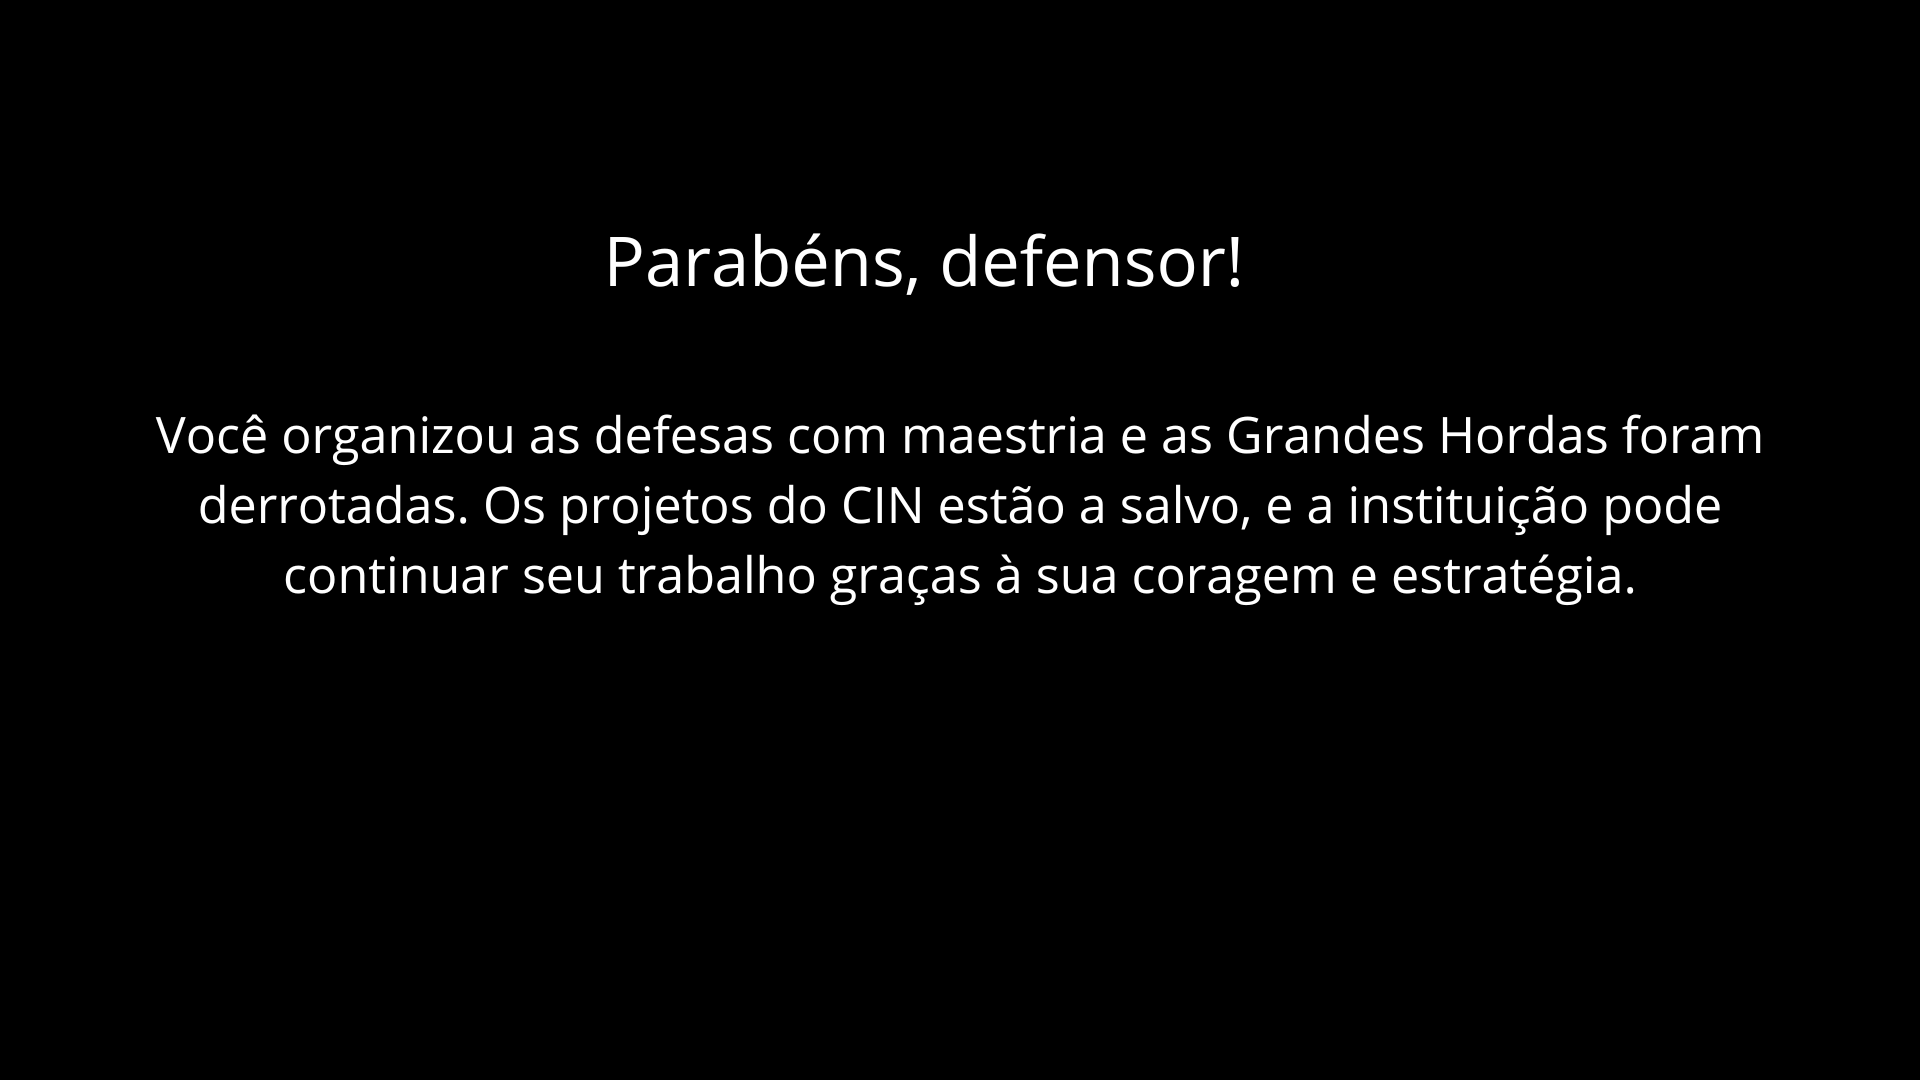 Parabéns, defensor!
Você organizou as defesas com maestria e as Grandes Hordas foram
derrotadas. Os projetos do CIN estão a salvo, e a instituição pode
continuar seu trabalho graças à sua coragem e estratégia.